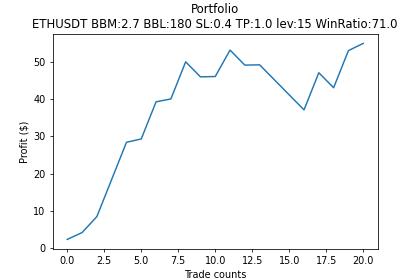 Portfolio
ETHUSDT BBM:2.7 BBL:180 SL:0.4 TP:1.0 lev:15 WinRatio:71.0
Profit ($)
50
40
30
20
10
0
0.0 2.5 5.0 7.5 10.0 12.5 15.0 17.5 20.0
Trade counts